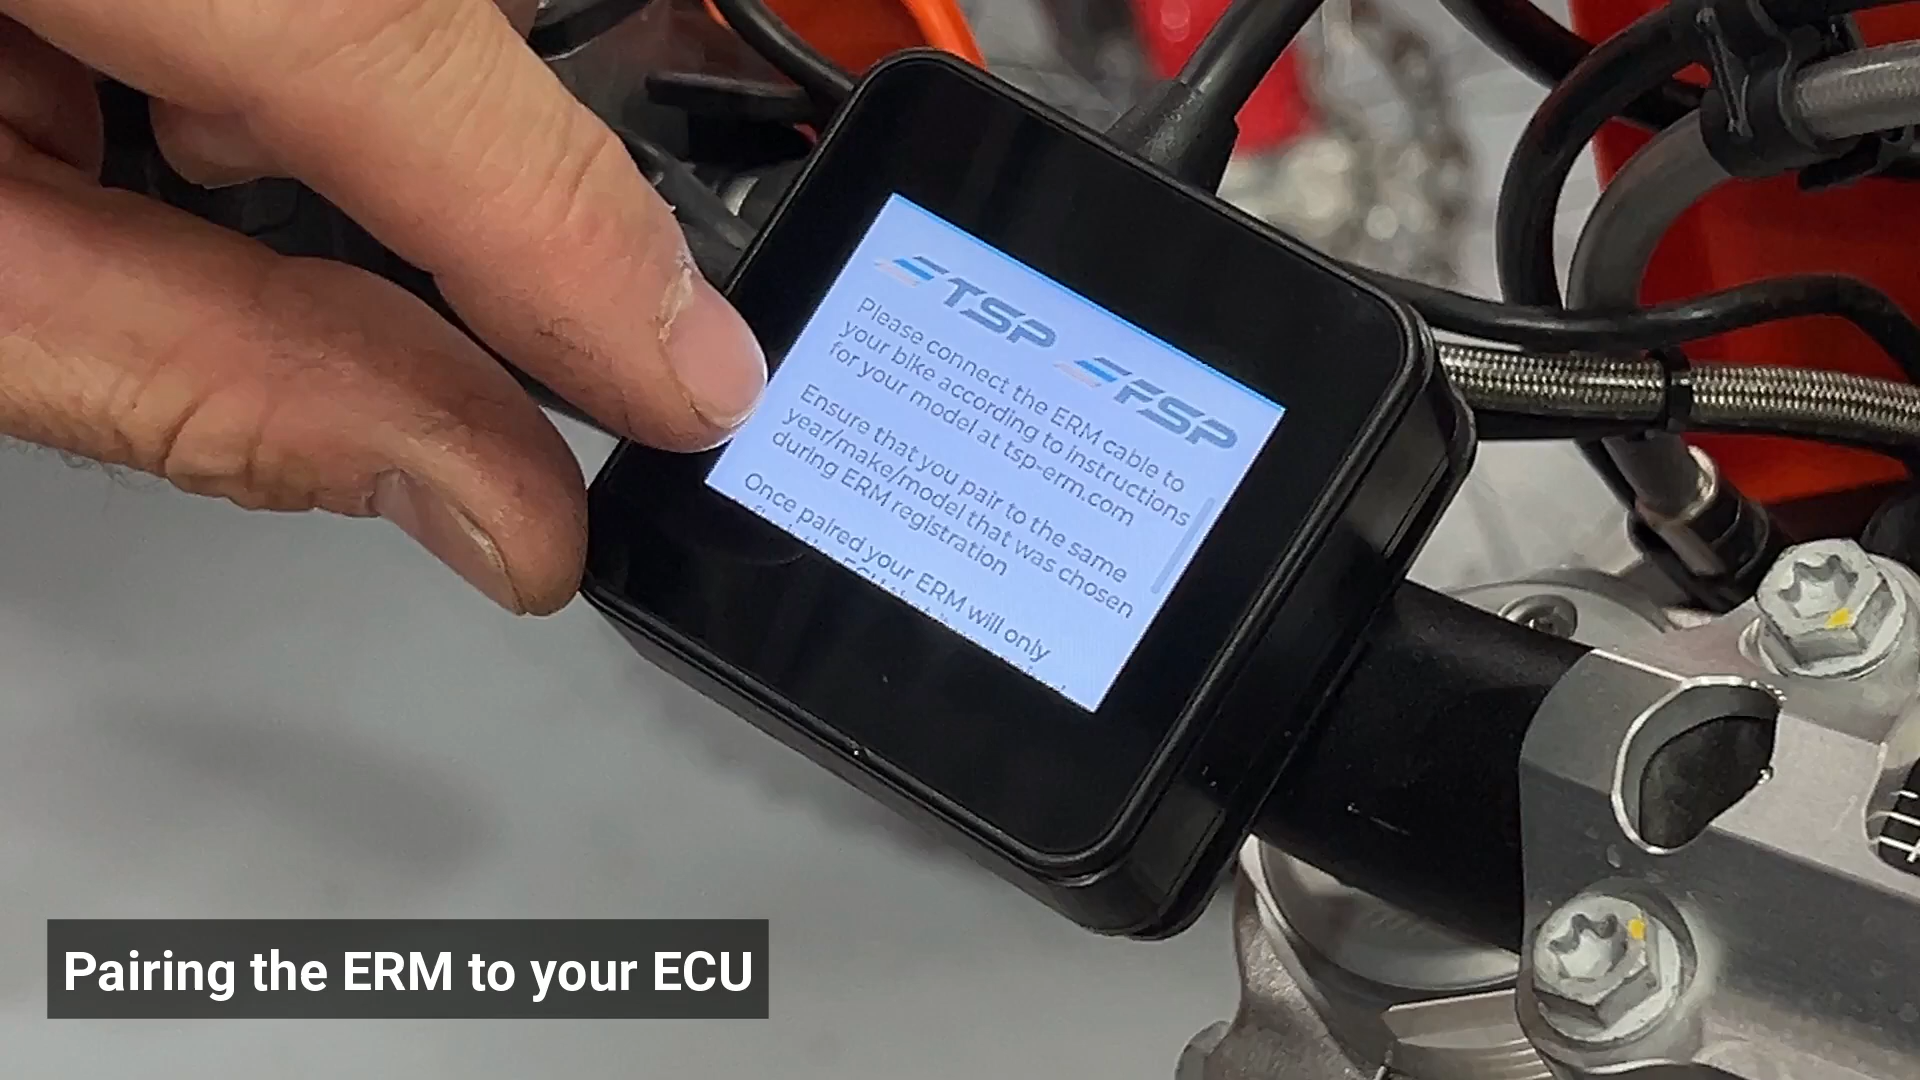 TSP FSP
Please connect the ERM cable to
your bike according to instructions
for your model at tsp-erm.com
Ensure that you pair to the same
year/make/model that was chosen
during ERM registration
Once paired your ERM will only
Pairing the ERM to your ECU